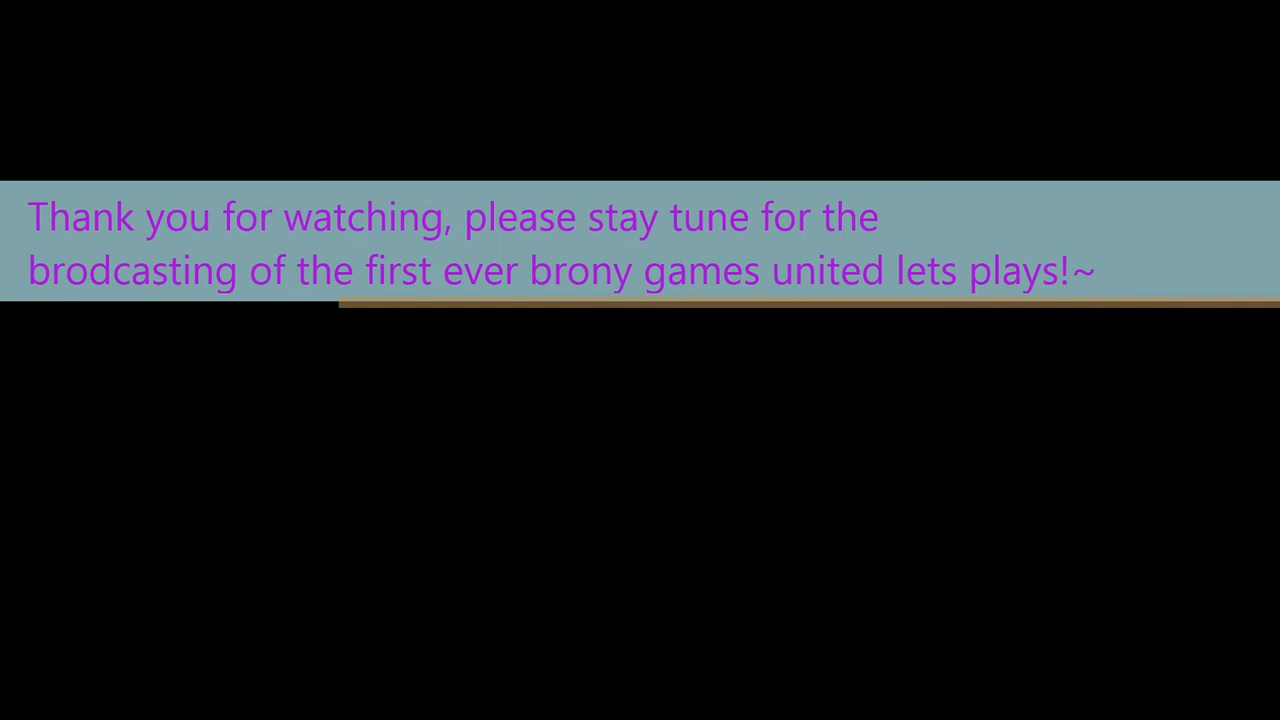 Thank you for watching, please stay tune for the
brodcasting of the first ever brony games united lets plays!~